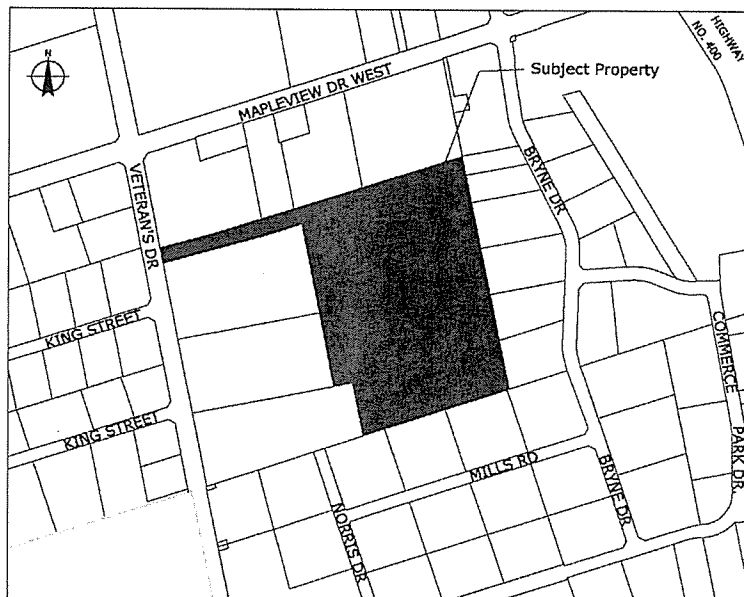 N
HIGHWAY
NO. 400
Subject Property
MAPLEVIEW DR WEST
BRYNE DR
VETERAN'S DR
KING STREET
COMMERCE
KING STREET
MILLS RD
PARK DR.
BRYNE DR
NORRIS DR